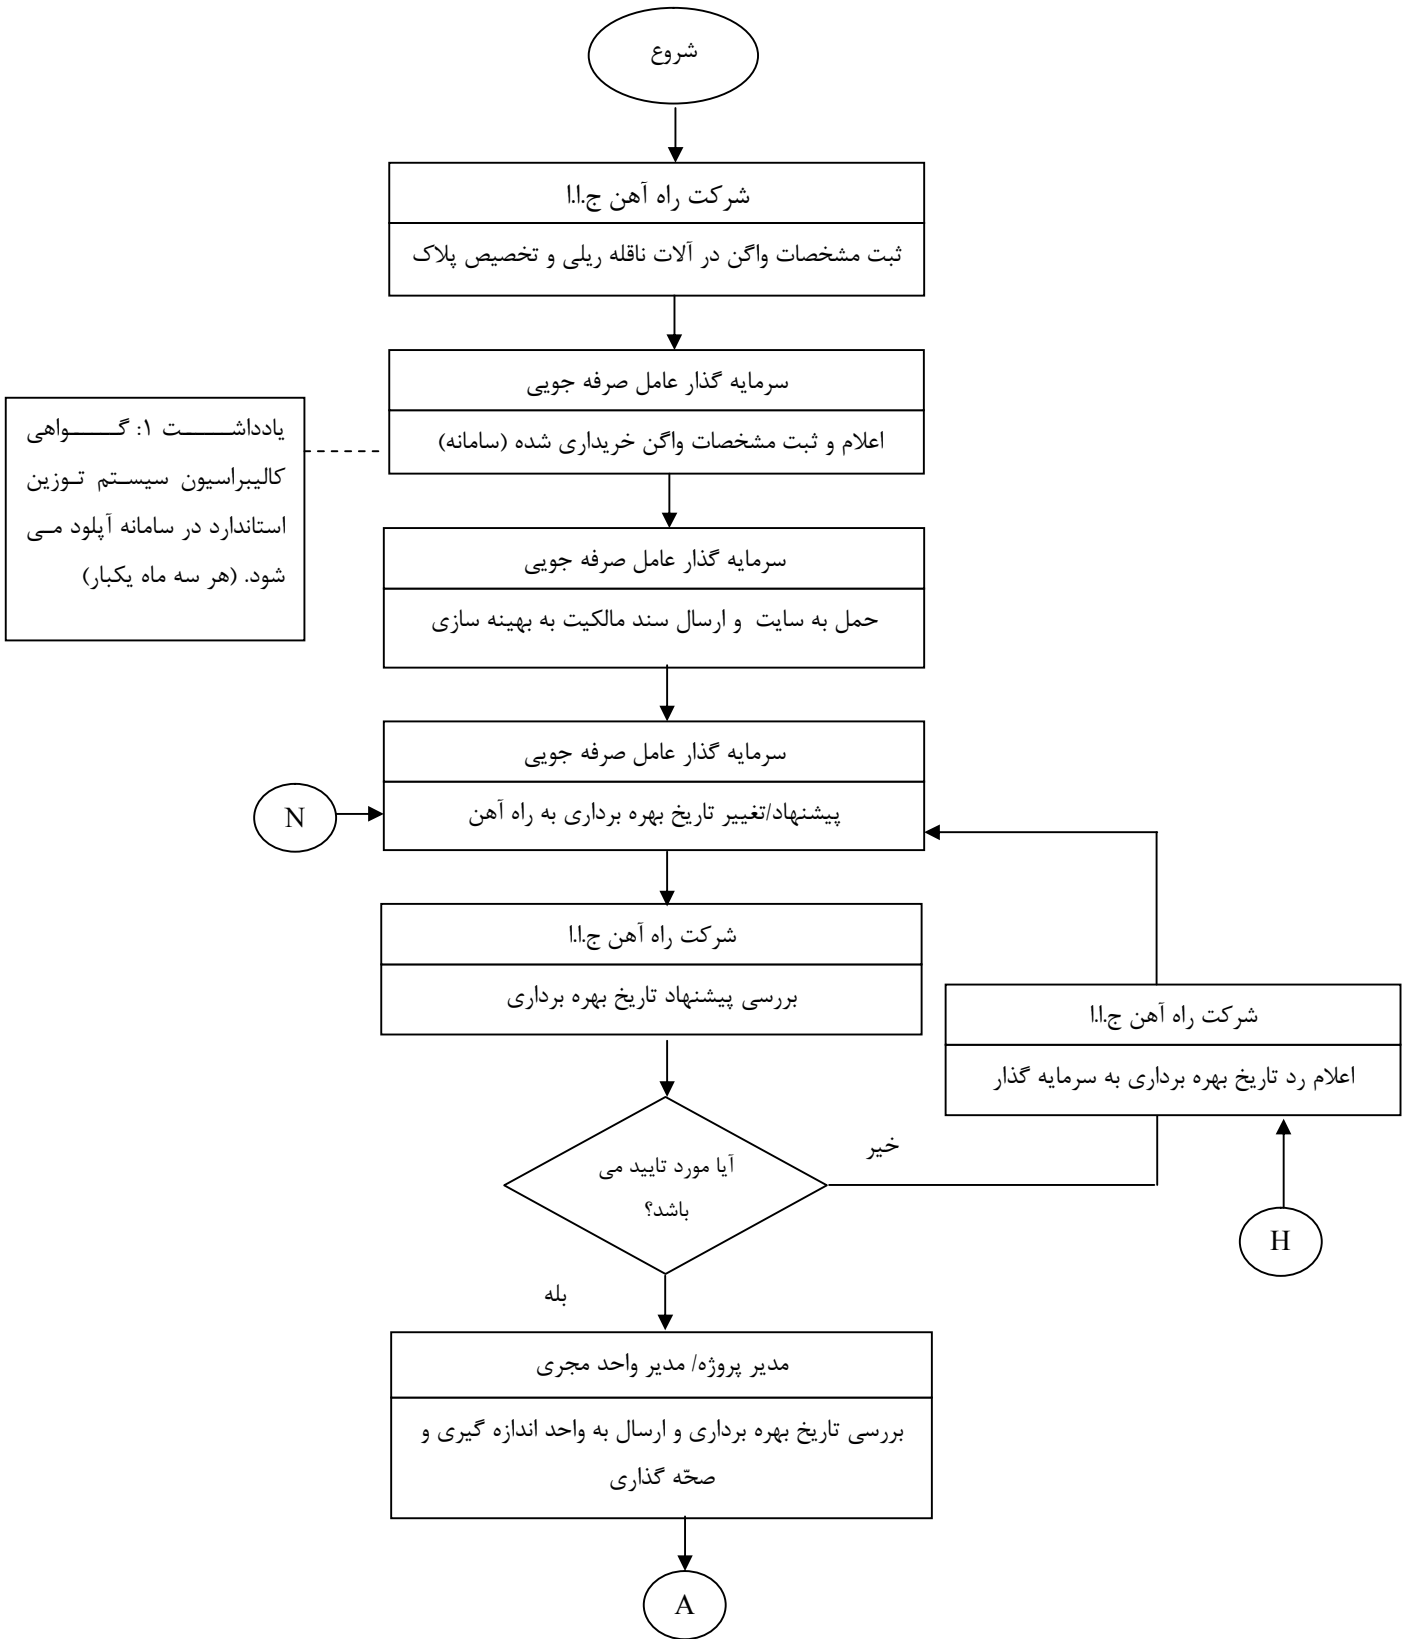 شروع
شرکت راه آهن ج.ا.ا
ثبت مشخصات واگن در آلات ناقله ریلی و تخصیص پلاک
سرمایه گذار عامل صرفه جویی
اعلام و ثبت مشخصات واگن خریداری شده (سامانه)
یادداشت ۱: گواهی
کالیبراسیون سیستم توزین
استاندارد در سامانه آپلود می
شود. (هر سه ماه یکبار)
سرمایه گذار عامل صرفه جویی
حمل به سایت و ارسال سند مالکیت به بهینه سازی
سرمایه گذار عامل صرفه جویی
پیشنهاد/تغییر تاریخ بهره برداری به راه آهن
N
شرکت راه آهن ج.ا.ا
بررسی پیشنهاد تاریخ بهره برداری
شرکت راه آهن ج.ا.ا
اعلام رد تاریخ بهره برداری به سرمایه گذار
خیر
آیا مورد تایید می
باشد؟
H
بله
مدیر پروژه/ مدیر واحد مجری
بررسی تاریخ بهره برداری و ارسال به واحد اندازه گیری و
صحّه گذاری
A